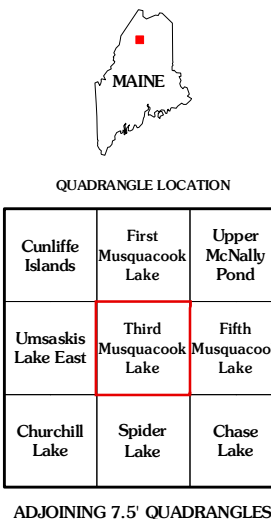 MAINE
QUADRANGLE LOCATION
Cunliffe
Islands
First
Musquacook
Lake
Upper
McNally
Pond
Umsaskis
Lake East
Third
Musquacook
Lake
Fifth
Musquacoo
Lake
Churchill
Lake
Spider
Lake
Chase
Lake
ADJOINING 7.5' QUADRANGLES